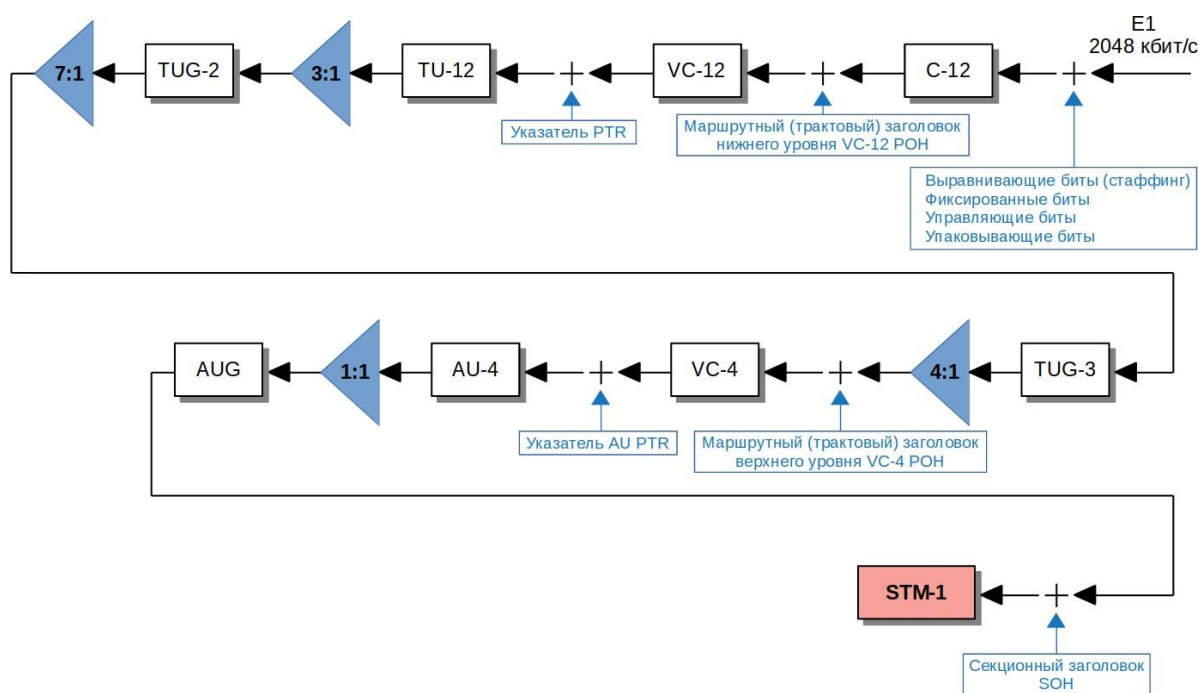 E1
2048 кбит/с
7:1
TUG-2
3:1
TU-12
VC-12
C-12
Указатель PTR
Маршрутный (трактовый) заголовок
нижнего уровня VC-12 POH
Выравнивающие биты (стаффинг)
Фиксированные биты
Управляющие биты
Упаковывающие биты
AUG
1:1
AU-4
VC-4
4:1
TUG-3
Указатель AU PTR
Маршрутный (трактовый) заголовок
верхнего уровня VC-4 POH
STM-1
Секционный заголовок
SOH